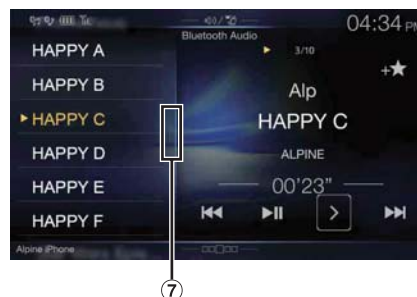 04:34 PM
Bluetooth Audio
3/10
HAPPY A
HAPPY B
HAPPY C
HAPPY D
HAPPY E
HAPPY F
Alp
HAPPY C
ALPINE
00’23”
Alpine iPhone
⑦